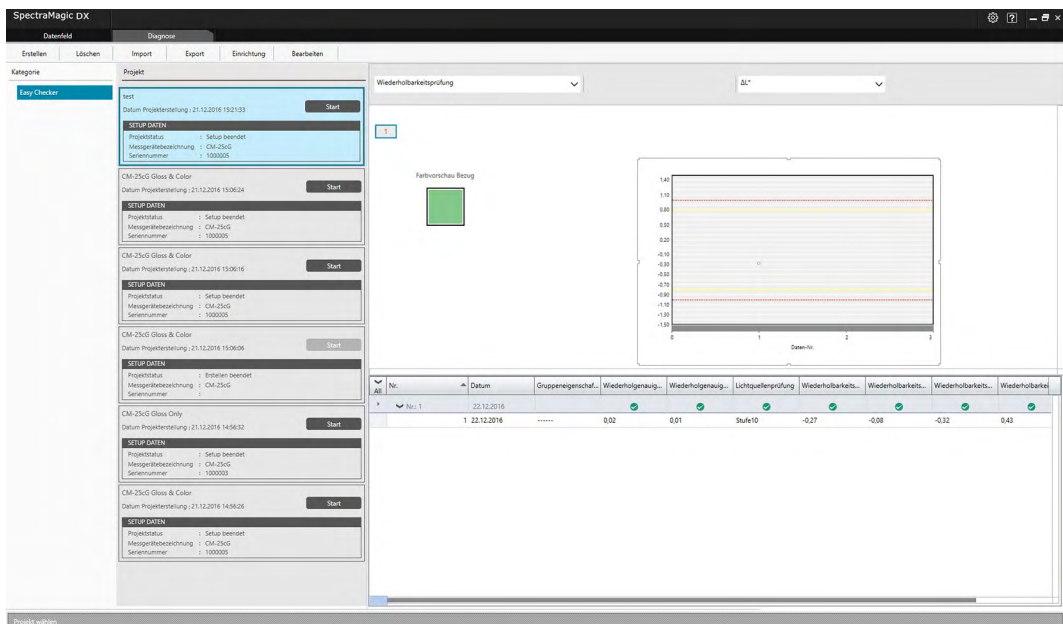 SpectraMagic DX
Datenfeld Diagnose
Erstellen Löschen Import Export Einrichtung Bearbeiten
Kategorie
Easy Checker
Projekt
test
Datum Projekterstellung : 21.12.2016 15:21:33
Start
SETUP DATEN
Projektstatus : Setup beendet
Messgerätebezeichnung : CM-25cG
Seriennummer : 1000005
CM-25cG Gloss & Color
Datum Projekterstellung : 21.12.2016 15:06:24
Start
SETUP DATEN
Projektstatus : Setup beendet
Messgerätebezeichnung : CM-25cG
Seriennummer : 1000005
CM-25cG Gloss & Color
Datum Projekterstellung : 21.12.2016 15:06:16
Start
SETUP DATEN
Projektstatus : Setup beendet
Messgerätebezeichnung : CM-25cG
Seriennummer : 1000005
CM-25cG Gloss & Color
Datum Projekterstellung : 21.12.2016 15:06:06
Start
SETUP DATEN
Projektstatus : Erstellen beendet
Messgerätebezeichnung : CM-25cG
Seriennummer :
CM-25cG Gloss Only
Datum Projekterstellung : 21.12.2016 14:56:32
Start
SETUP DATEN
Projektstatus : Setup beendet
Messgerätebezeichnung : CM-25cG
Seriennummer : 1000003
CM-25cG Gloss & Color
Datum Projekterstellung : 21.12.2016 14:56:26
Start
SETUP DATEN
Projektstatus : Setup beendet
Messgerätebezeichnung : CM-25cG
Seriennummer : 1000005
Wiederholbarkeitsprüfung ΔL*
1
Farbvorschau Bezug
1,40
1,10
0,80
0,50
0,20
-0,10
-0,30
-0,50
-0,70
-0,90
-1,10
-1,30
-1,50
0 1 2 3
Daten-Nr.
All Nr. Datum Gruppeneigenschaf... Wiederholgenauig... Wiederholgenauig... Lichtquellenprüfung Wiederholbarkeits... Wiederholbarkeits... Wiederholbarkeits... Wiederholbarkei
Nr.: 1 22.12.2016
1 22.12.2016 ------ 0,02 0,01 Stufe10 -0,27 -0,08 -0,32 0,43
Projekt wählen